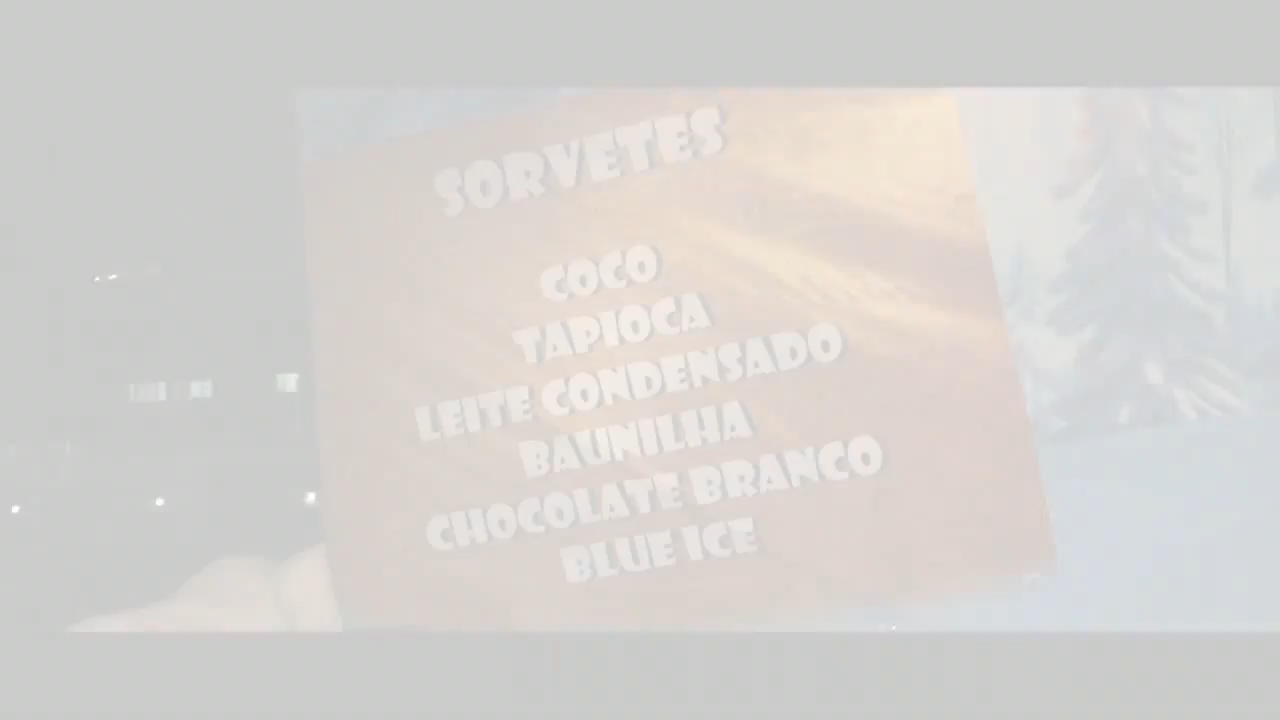 SORVETES
COCO
TAPIOCA
LEITE CONDENSADO
BAUNILHA
CHOCOLATE BRANCO
BLUE ICE